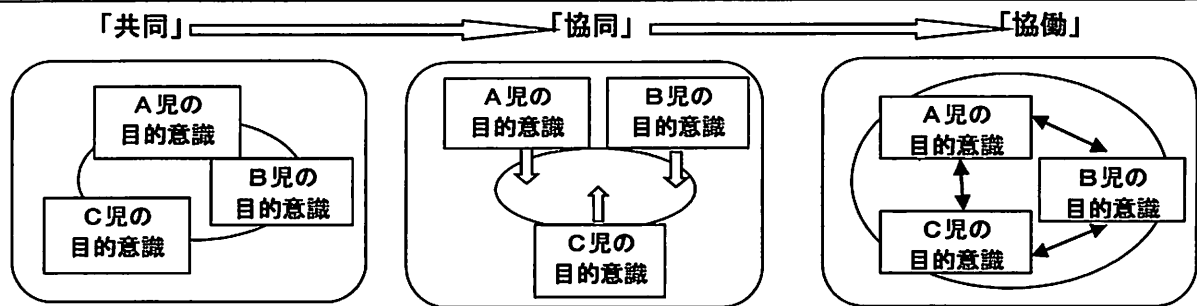 「共同」 「協同」 「協働」
A児の
目的意識
B児の
目的意識
C児の
目的意識
A児の
目的意識
B児の
目的意識
C児の
目的意識
A児の
目的意識
B児の
目的意識
C児の
目的意識